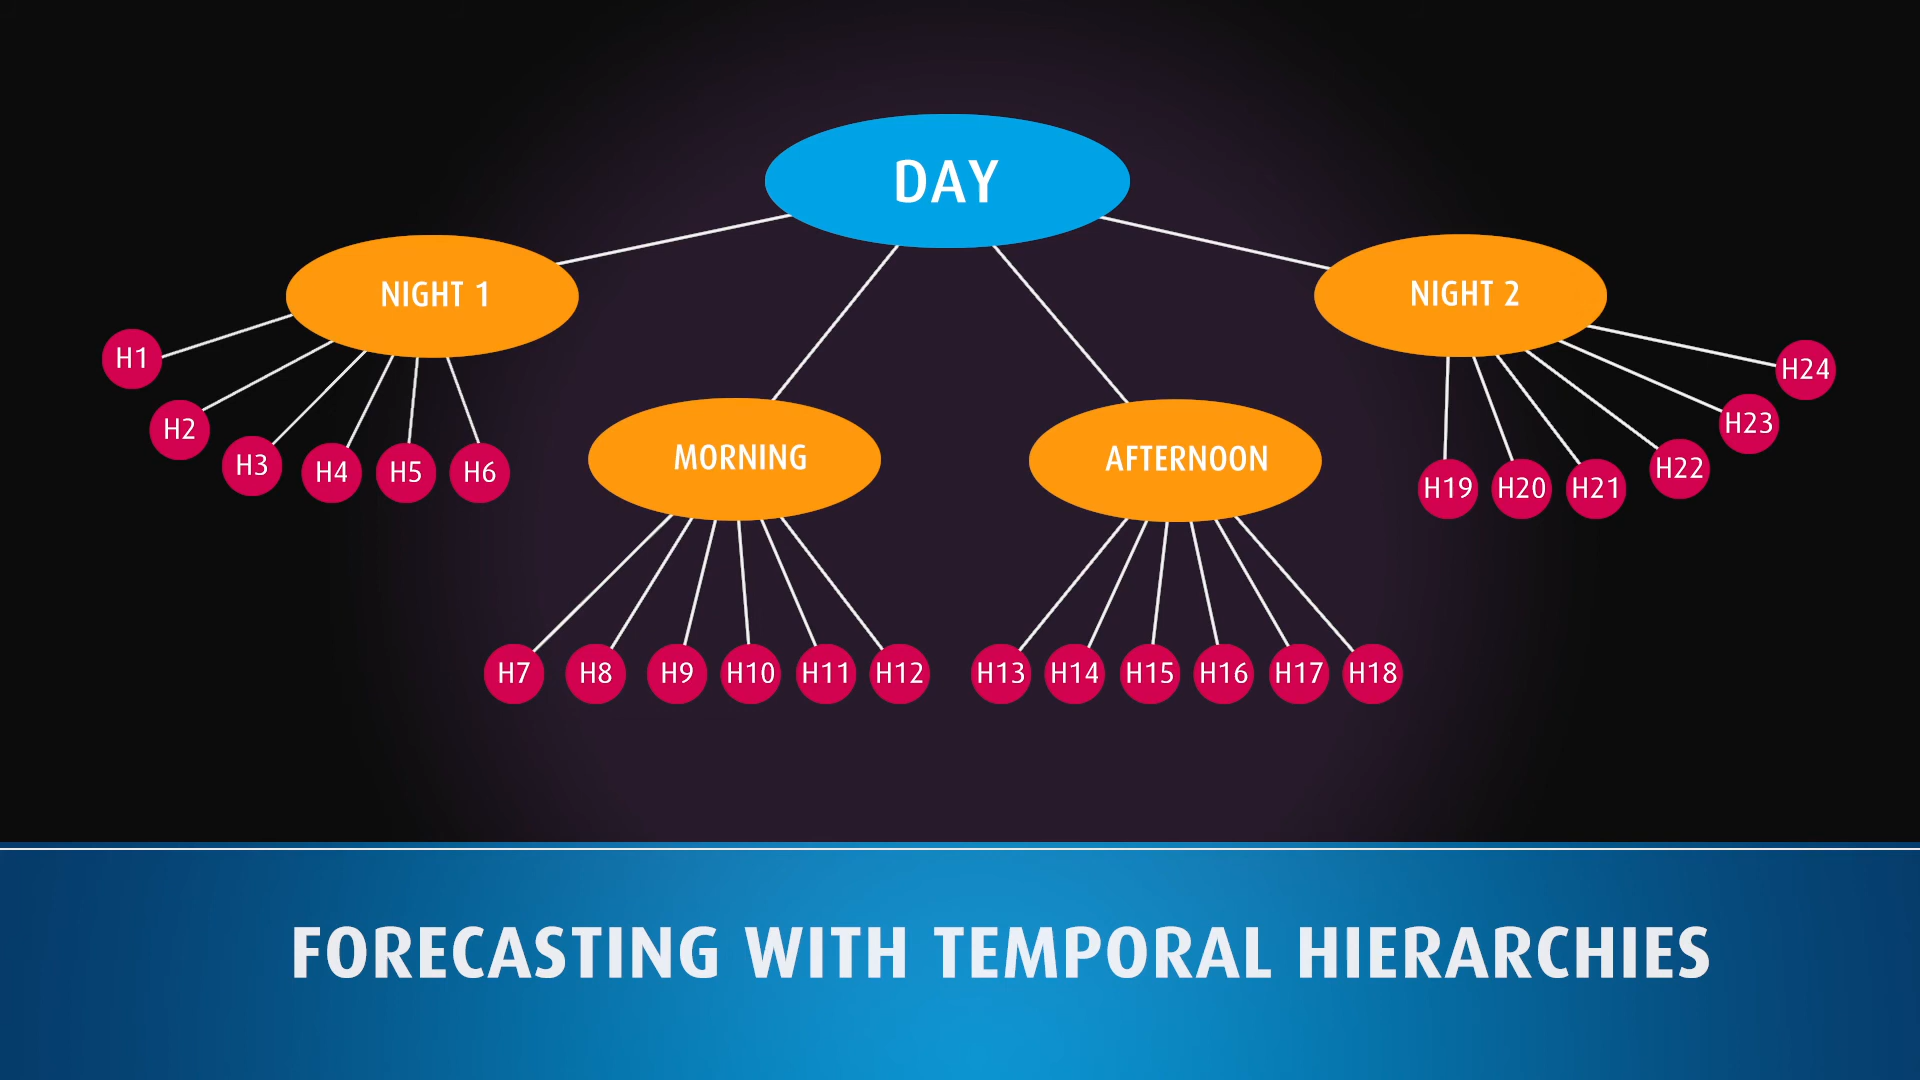 DAY
NIGHT 1
NIGHT 2
H1
H2
H3
H4
H5
H6
MORNING
AFTERNOON
H19
H20
H21
H22
H23
H24
H7
H8
H9
H10
H11
H12
H13
H14
H15
H16
H17
H18
FORECASTING WITH TEMPORAL HIERARCHIES